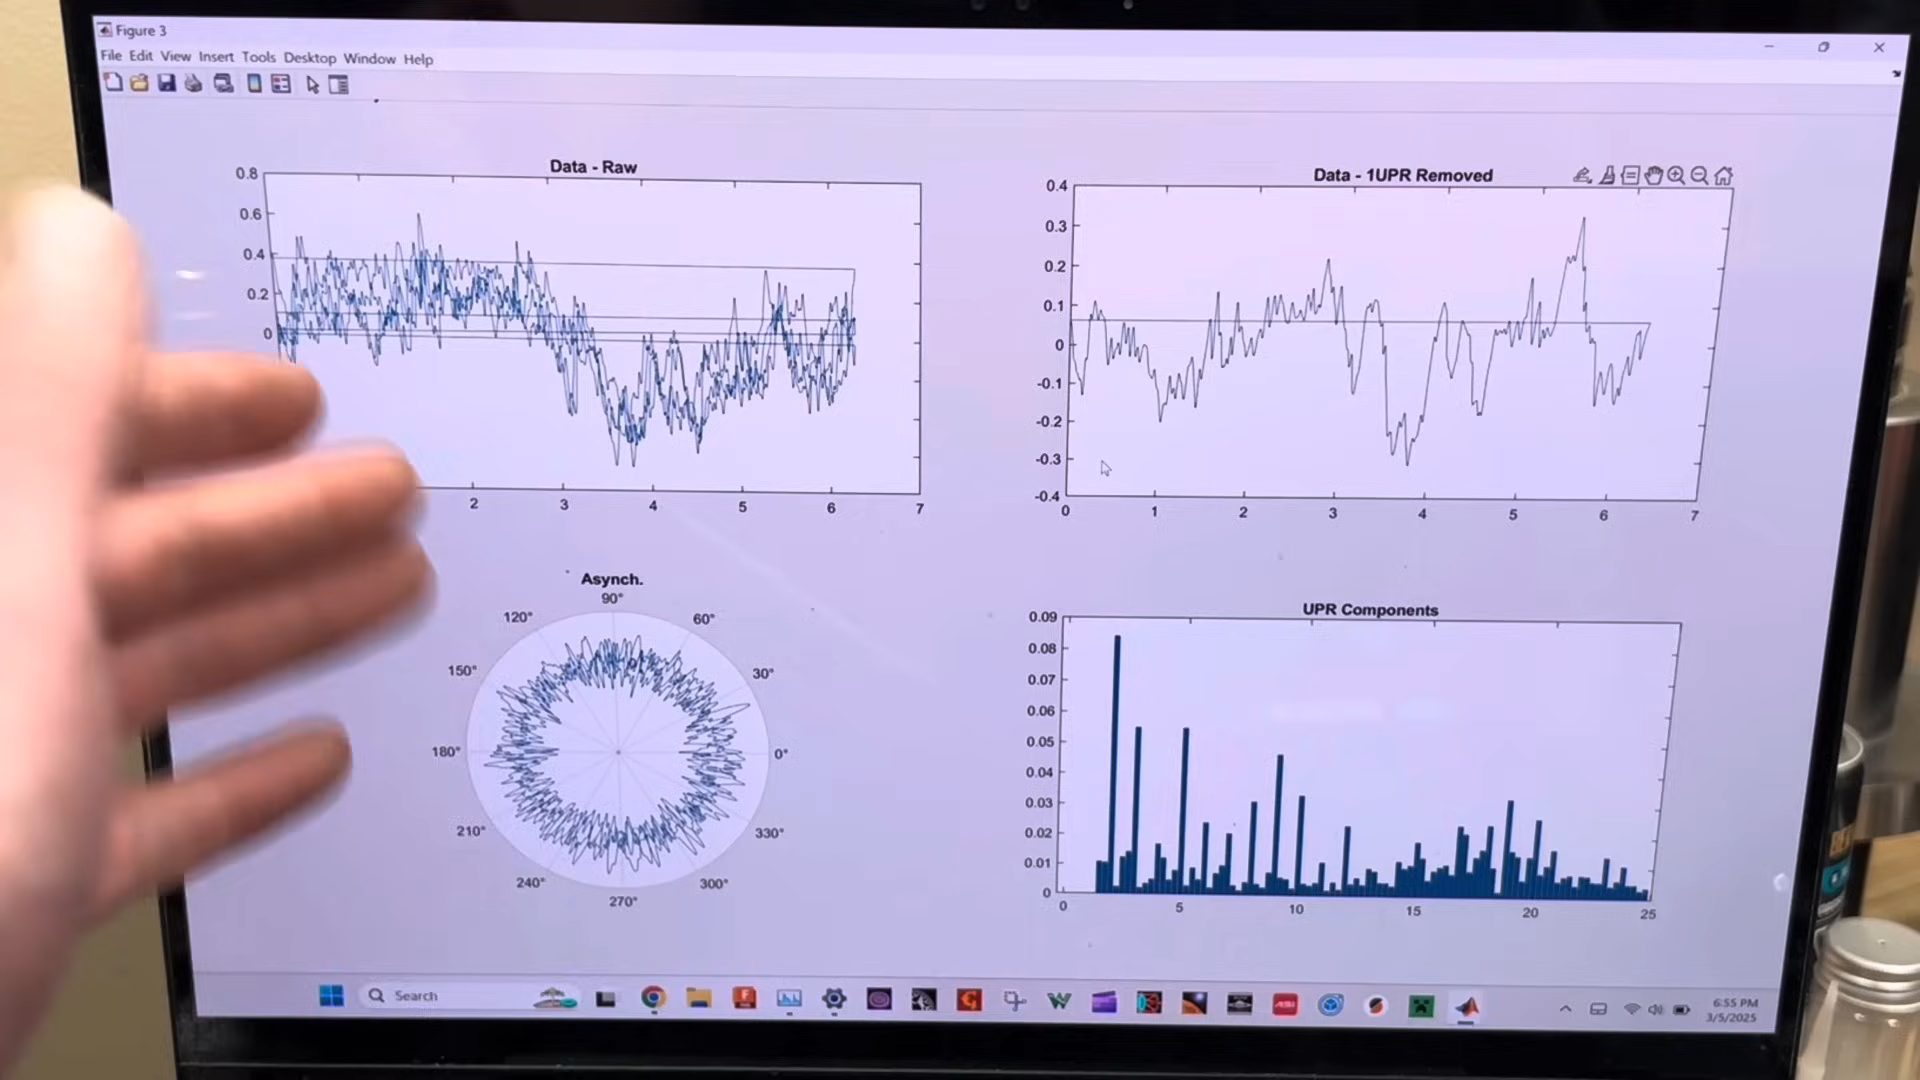 Figure 3
File Edit View Insert Tools Desktop Window Help
Data - Raw
0.8
0.6
0.4
0.2
0
2 3 4 5 6 7
Data - 1UPR Removed
0.4
0.3
0.2
0.1
0
-0.1
-0.2
-0.3
-0.4
0 1 2 3 4 5 6 7
Asynch.
90°
120° 60°
150° 30°
180° 0°
210° 330°
240° 300°
270°
UPR Components
0.09
0.08
0.07
0.06
0.05
0.04
0.03
0.02
0.01
0
0 5 10 15 20 25
Search
ASI
6:55 PM
3/5/2025